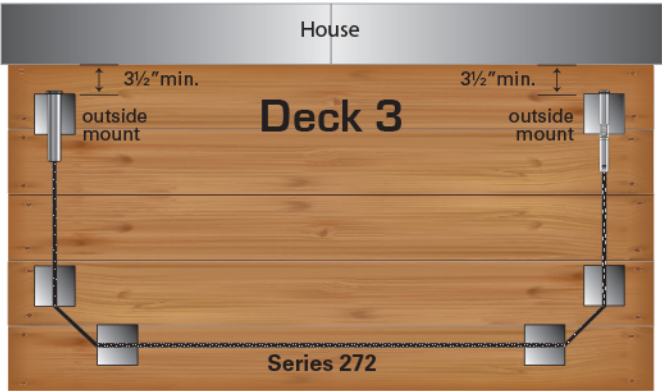 House
3½”min.
3½”min.
outside
mount
Deck 3
outside
mount
Series 272